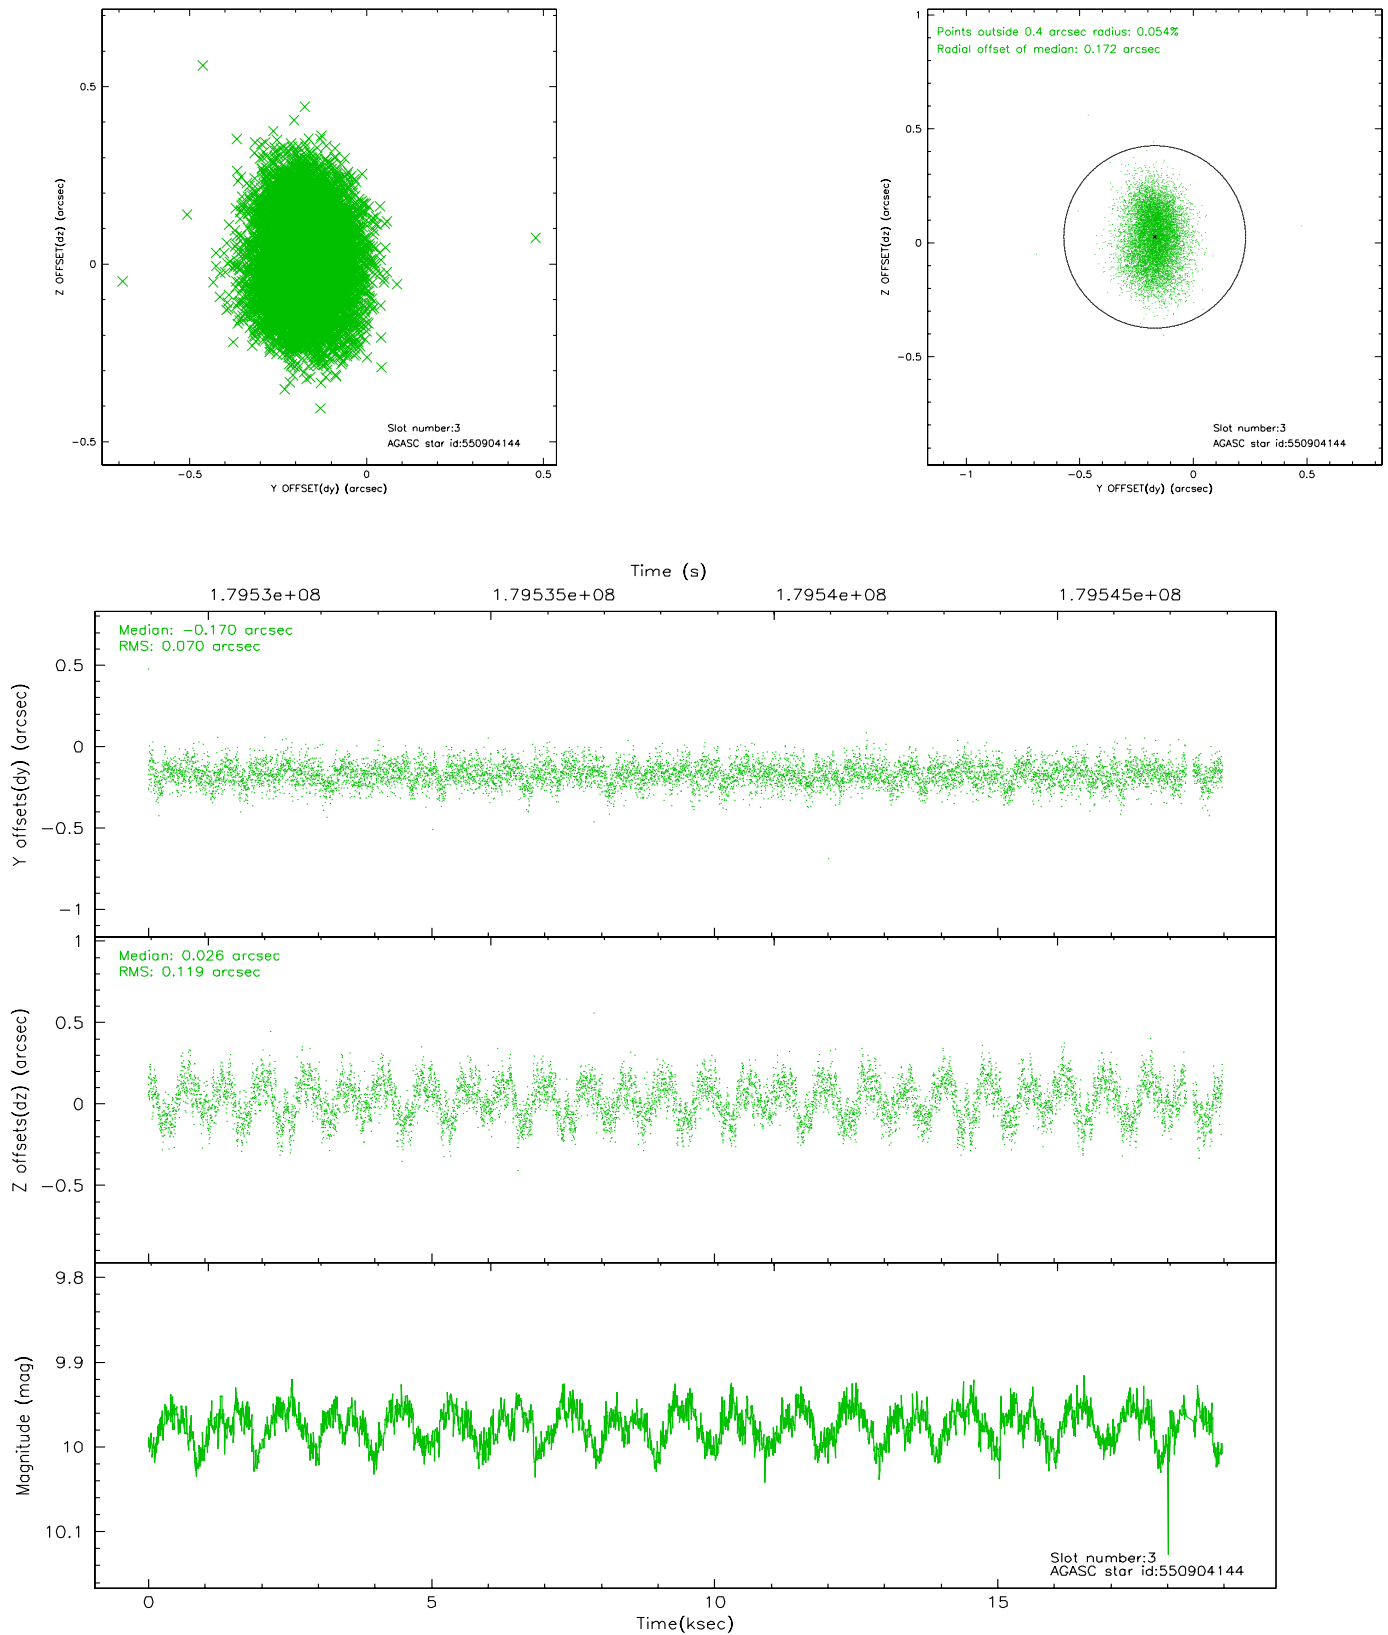 0.5
0
−0.5
Z OFFSET(dz) (arcsec)
−0.5
0
0.5
Y OFFSET(dy) (arcsec)
Slot number:3
AGASC star id:550904144
Points outside 0.4 arcsec radius: 0.054%
Radial offset of median: 0.172 arcsec
1
0.5
0
−0.5
Z OFFSET(dz) (arcsec)
−1
−0.5
0
0.5
Y OFFSET(dy) (arcsec)
Slot number:3
AGASC star id:550904144
Time (s)
1.7953e+08
1.79535e+08
1.7954e+08
1.79545e+08
Median: −0.170 arcsec
RMS: 0.070 arcsec
0.5
0
−0.5
−1
Y offsets(dy) (arcsec)
Median: 0.026 arcsec
RMS: 0.119 arcsec
1
0.5
0
−0.5
Z offsets(dz) (arcsec)
9.8
9.9
10
10.1
Magnitude (mag)
Slot number:3
AGASC star id:550904144
0
5
10
15
Time(ksec)